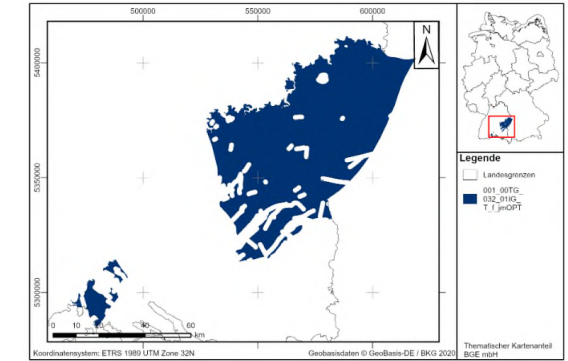 500000 550000 600000
N
5400000
5350000
5300000
0 10 20 40 60
km
Koordinatensystem: ETRS 1989 UTM Zone 32N
Geobasisdaten © GeoBasis-DE / BKG 2020
Legende
Landesgrenzen
001_00TG_
032_01IG_
T_f_jmOPT
Thematischer Kartenanteil
BGE mbH